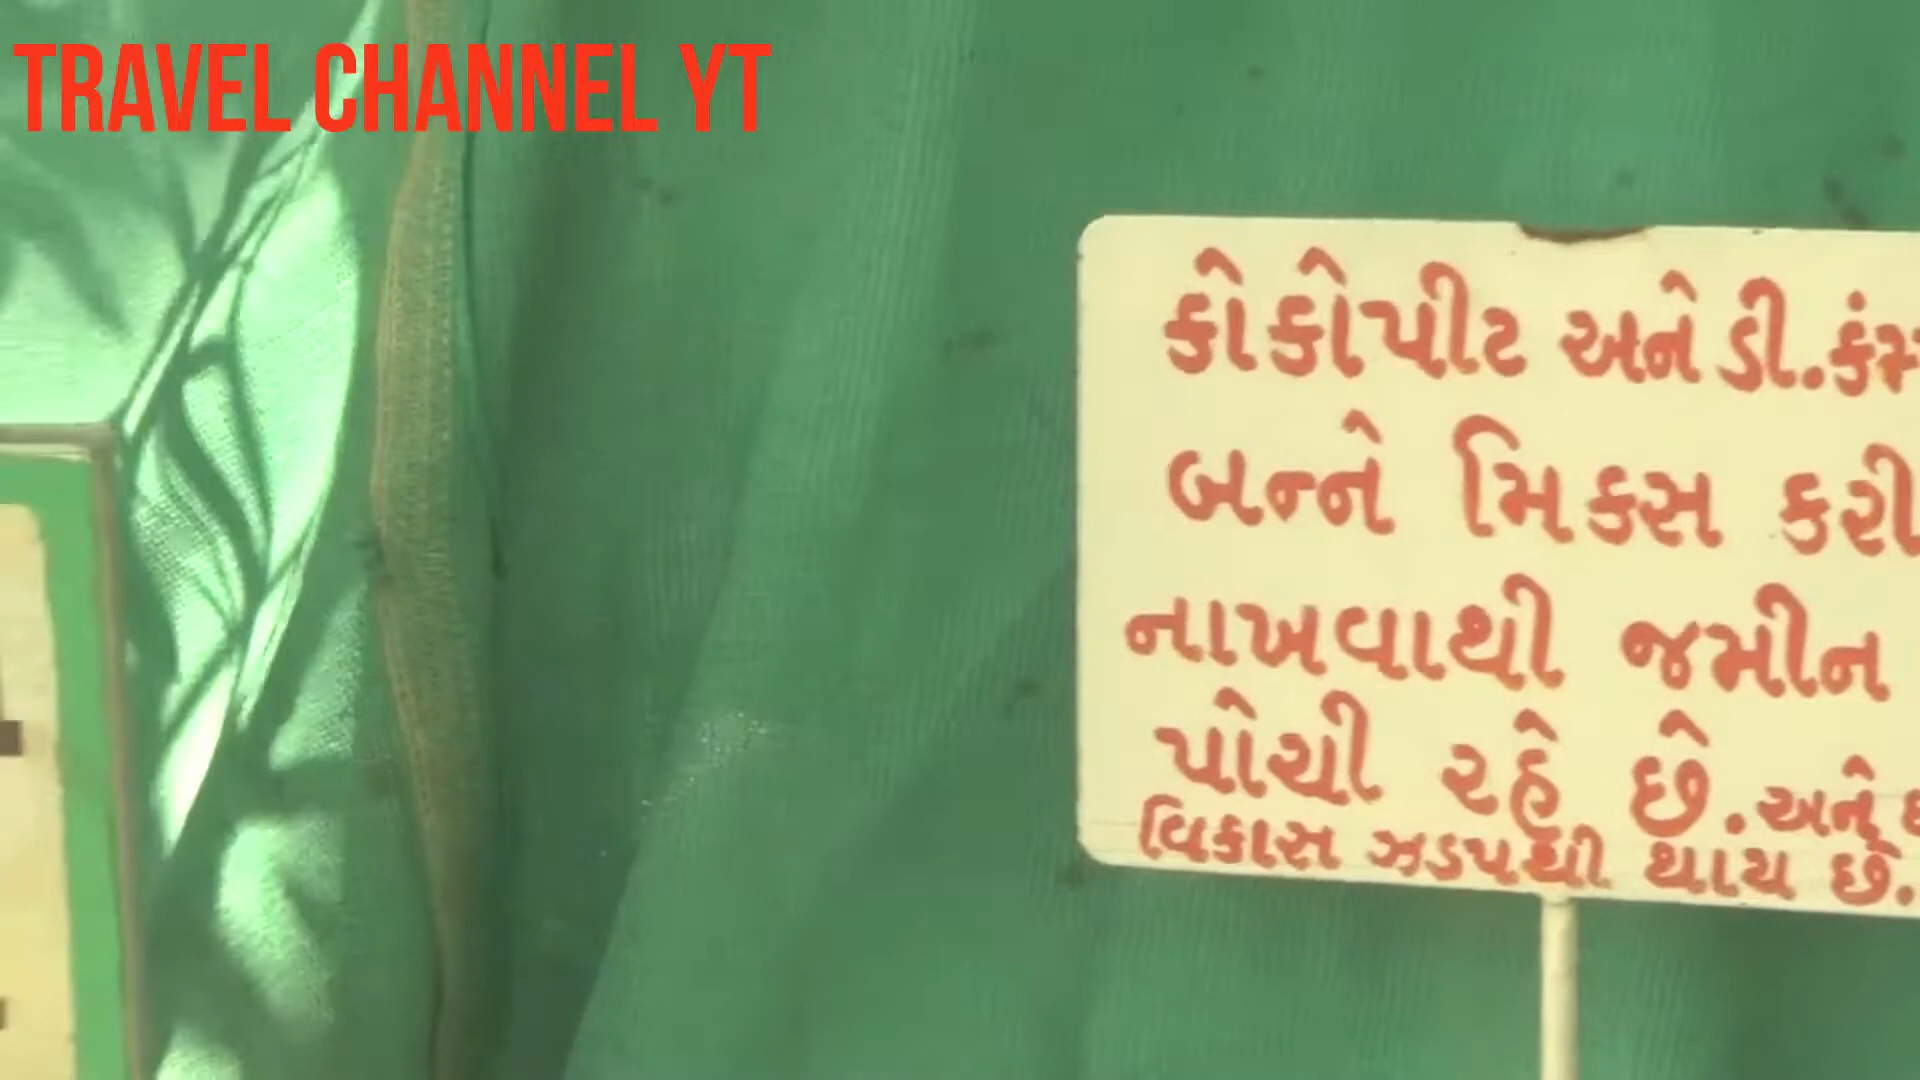 TRAVEL CHANNEL YT
કોકોપીટ અને ડી.
બન્ને મિકસ કરી
નાખવાથી જમીન
પોચી રહે છે. અને
વિકાસ ઝડપથી થાય છે.